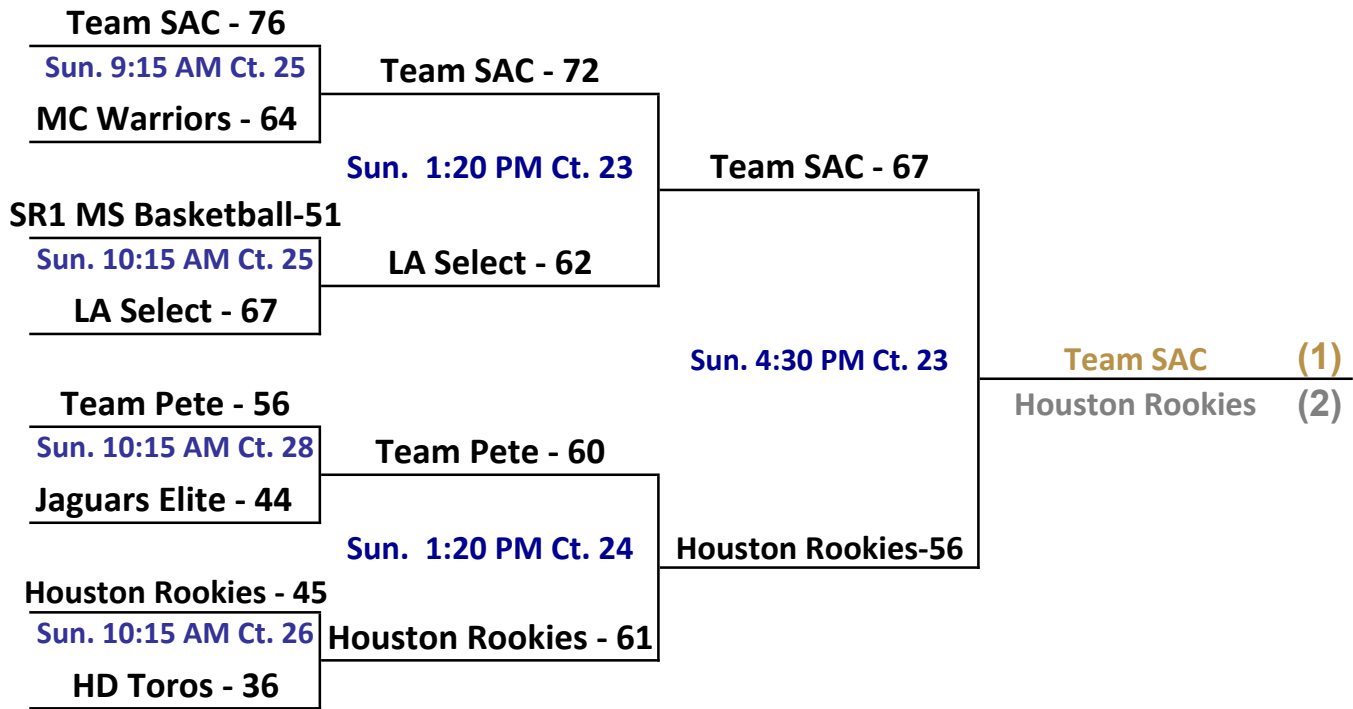 Team SAC - 76
Sun. 9:15 AM Ct. 25
MC Warriors - 64
Team SAC - 72
Sun. 1:20 PM Ct. 23
SR1 MS Basketball-51
Sun. 10:15 AM Ct. 25
LA Select - 67
LA Select - 62
Team SAC - 67
Sun. 4:30 PM Ct. 23
Team Pete - 56
Sun. 10:15 AM Ct. 28
Jaguars Elite - 44
Team Pete - 60
Sun. 1:20 PM Ct. 24
Houston Rookies - 45
Sun. 10:15 AM Ct. 26
HD Toros - 36
Houston Rookies - 61
Houston Rookies-56
Team SAC (1)
Houston Rookies (2)